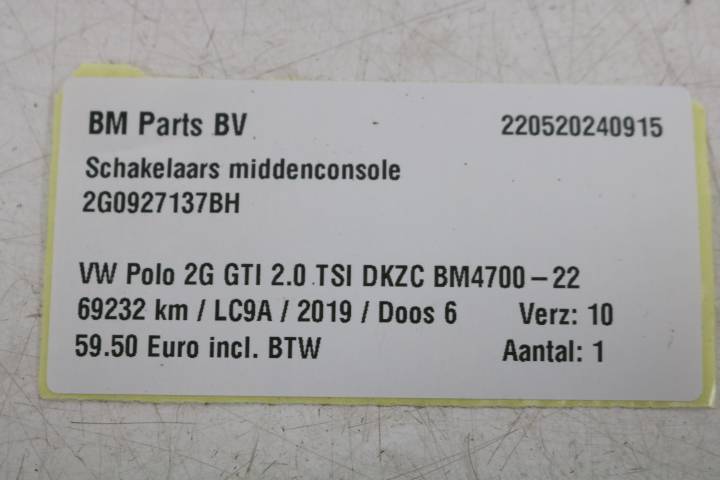 BM Parts BV 220520240915
Schakelaars middenconsole
2G0927137BH
VW Polo 2G GTI 2.0 TSI DKZC BM4700-22
69232 km / LC9A / 2019 / Doos 6 Verz: 10
59.50 Euro incl. BTW Aantal: 1